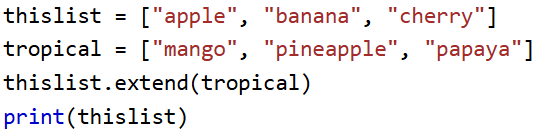 thislist = ["apple", "banana", "cherry"]
tropical = ["mango", "pineapple", "papaya"]
thislist.extend(tropical)
print(thislist)